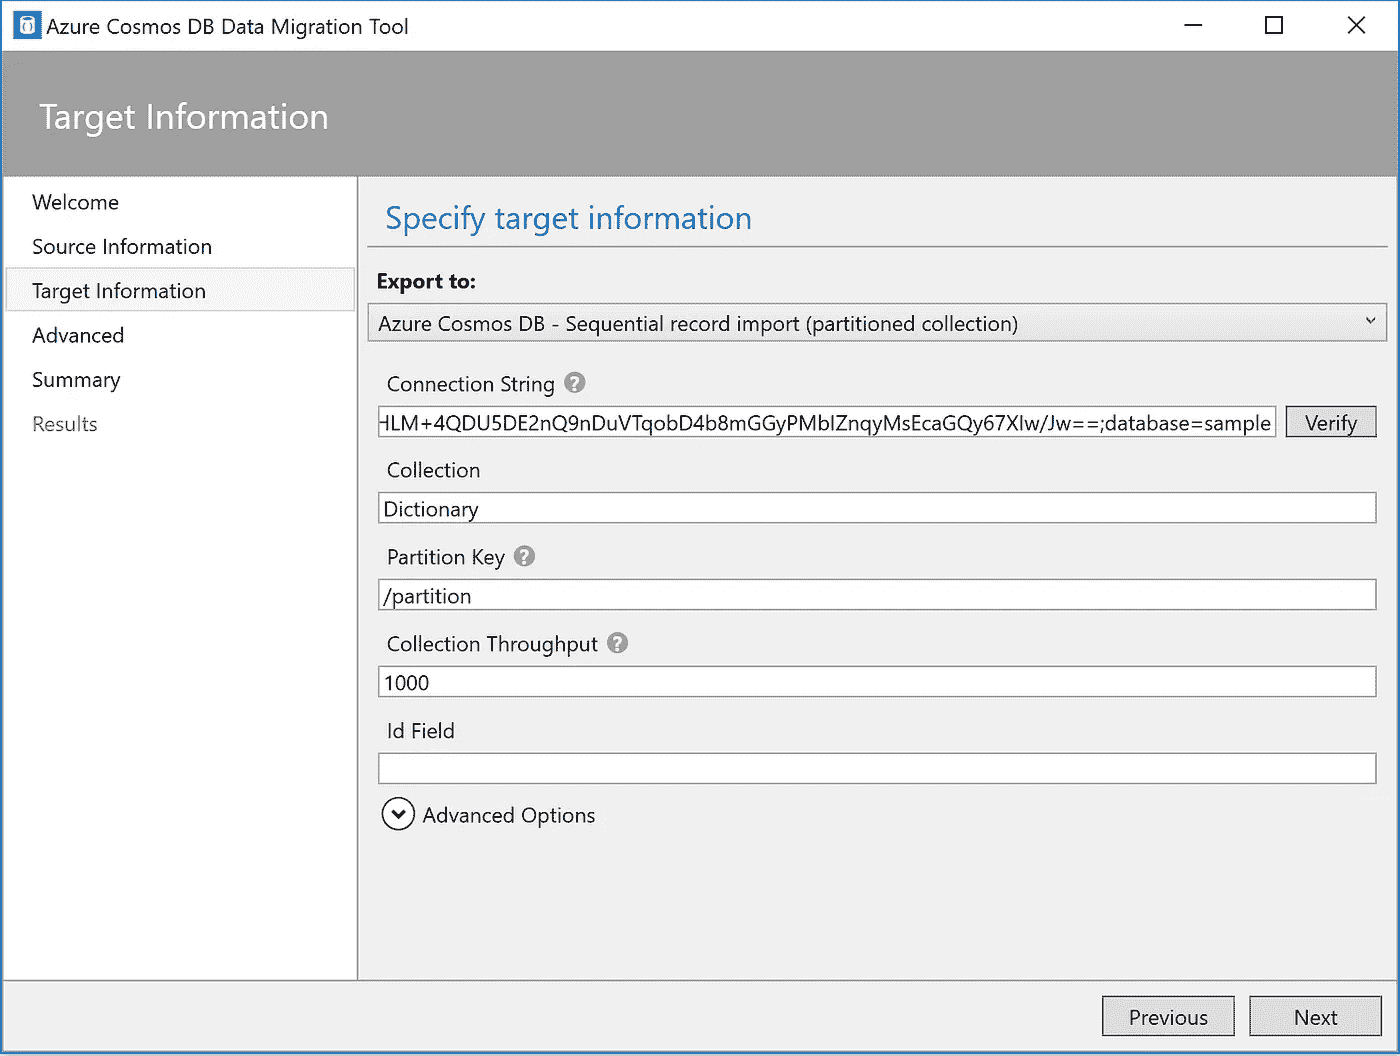 Azure Cosmos DB Data Migration Tool
Target Information
Welcome
Source Information
Target Information
Advanced
Summary
Results
Specify target information
Export to:
Azure Cosmos DB - Sequential record import (partitioned collection)
Connection String ?
HLM+4QDU5DE2nQ9nDuVTqobD4b8mGGyPMblZnqyMsEcaGQy67XIw/Jw==;database=sample
Verify
Collection
Dictionary
Partition Key ?
/partition
Collection Throughput ?
1000
Id Field
Advanced Options
Previous
Next